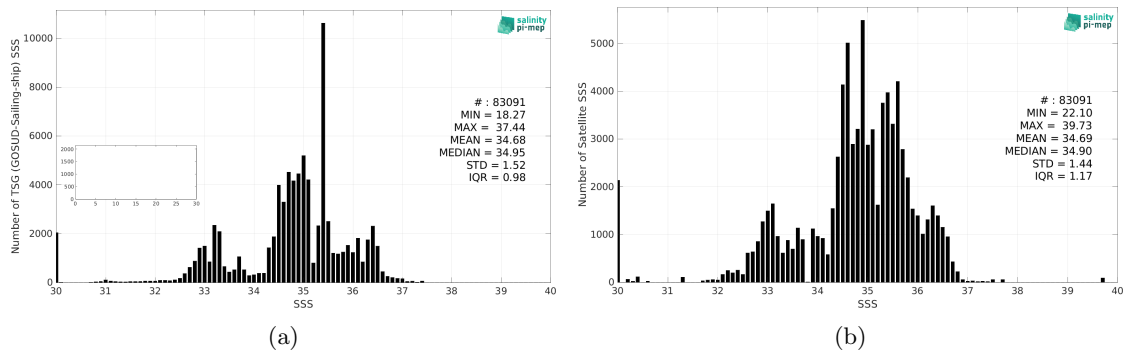 salinity
pi-mep
Number of TSG (GOSUD-Sailing-ship) SSS
10000
8000
6000
4000
2000
0
# : 83091
MIN = 18.27
MAX = 37.44
MEAN = 34.68
MEDIAN = 34.95
STD = 1.52
IQR = 0.98
2000
1500
1000
500
0
0 5 10 15 20 25 30
30 31 32 33 34 35 36 37 38 39 40
SSS
(a)
salinity
pi-mep
Number of Satellite SSS
5000
4000
3000
2000
1000
0
# : 83091
MIN = 22.10
MAX = 39.73
MEAN = 34.69
MEDIAN = 34.90
STD = 1.44
IQR = 1.17
30 31 32 33 34 35 36 37 38 39 40
SSS
(b)